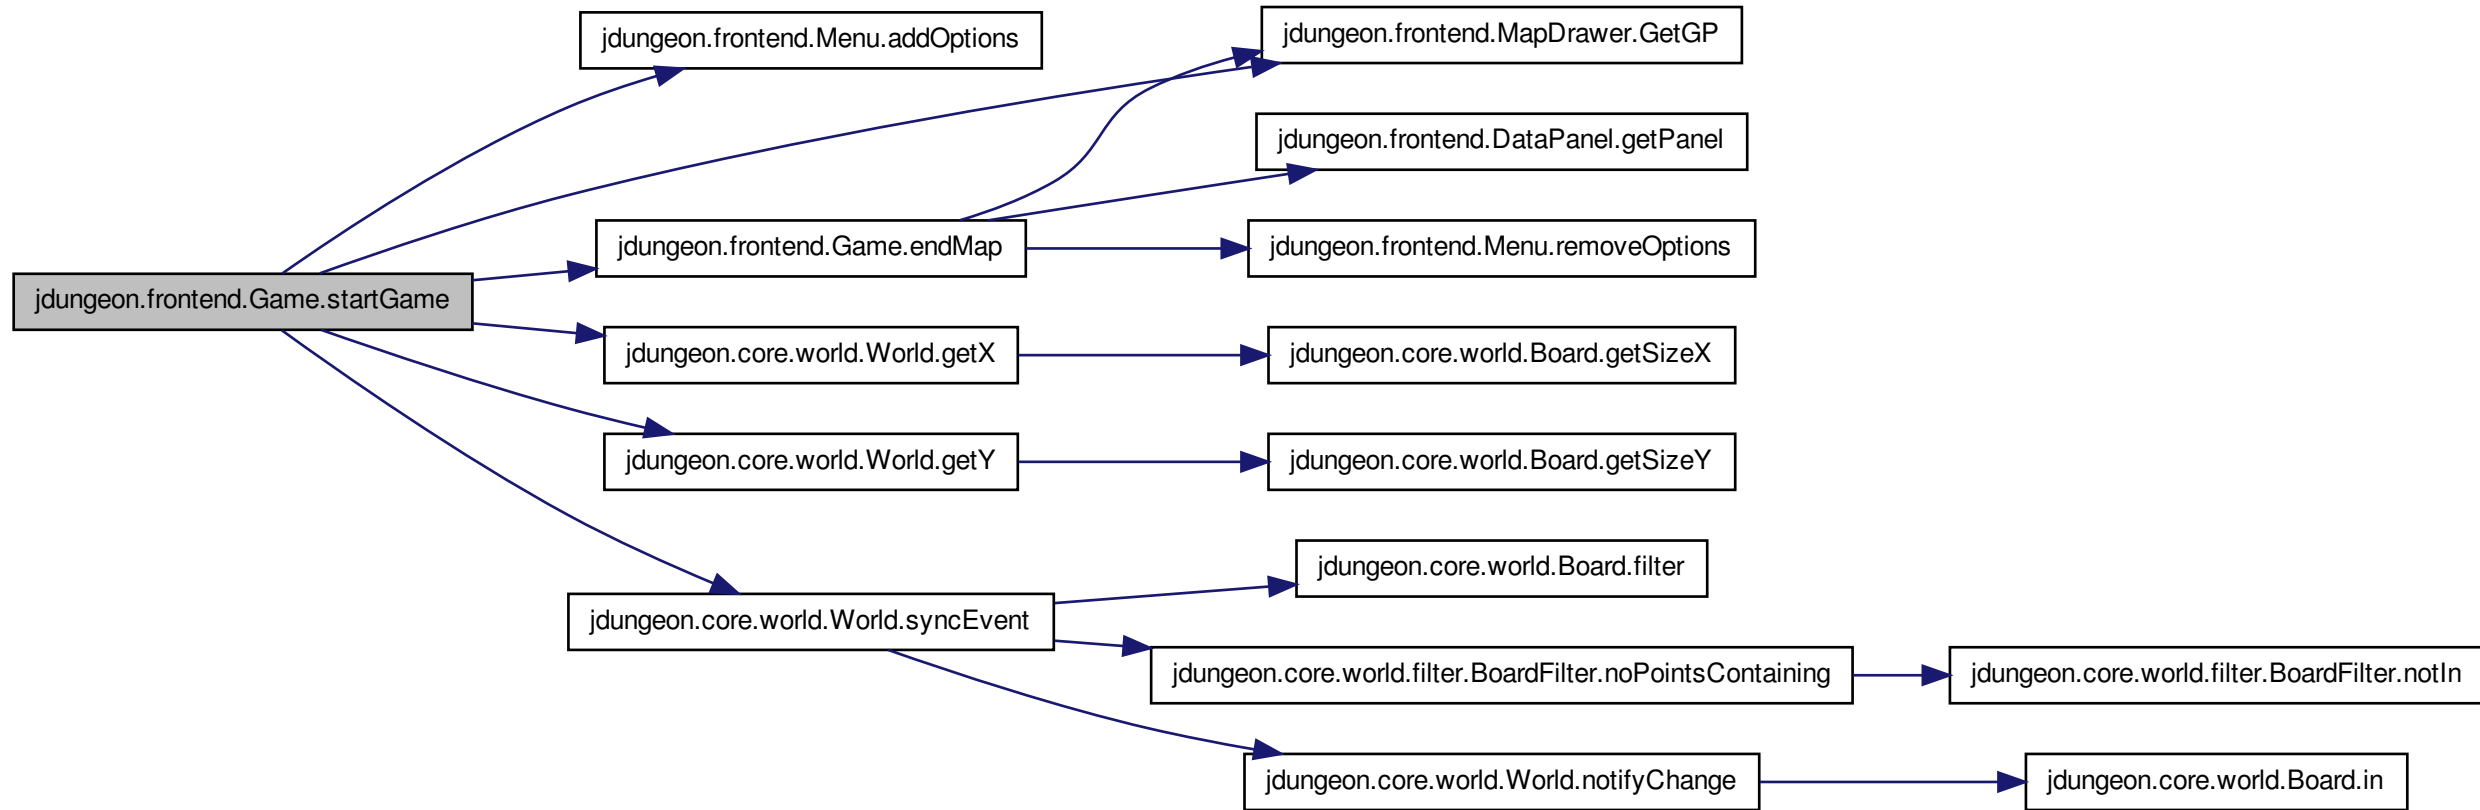 jdungeon.frontend.Menu.addOptions
jdungeon.frontend.MapDrawer.GetGP
jdungeon.frontend.DataPanel.getPanel
jdungeon.frontend.Game.endMap
jdungeon.frontend.Menu.removeOptions
jdungeon.frontend.Game.startGame
jdungeon.core.world.World.getX
jdungeon.core.world.Board.getSizeX
jdungeon.core.world.World.getY
jdungeon.core.world.Board.getSizeY
jdungeon.core.world.Board.filter
jdungeon.core.world.World.syncEvent
jdungeon.core.world.filter.BoardFilter.noPointsContaining
jdungeon.core.world.filter.BoardFilter.notIn
jdungeon.core.world.World.notifyChange
jdungeon.core.world.Board.in